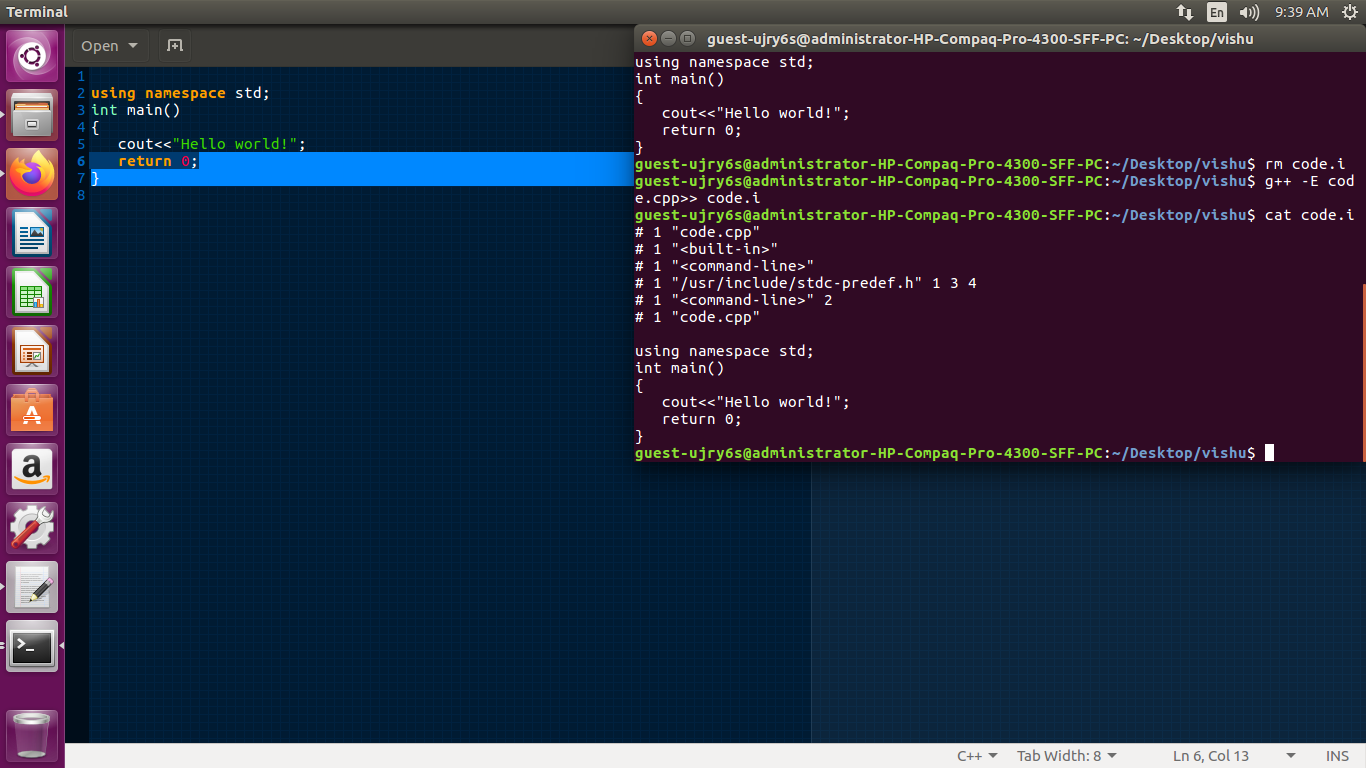 Terminal
En
9:39 AM
Open
guest-ujry6s@administrator-HP-Compaq-Pro-4300-SFF-PC: ~/Desktop/vishu
1
2 using namespace std;
3 int main()
4 {
5    cout<<"Hello world!";
6    return 0;
7 }
8
using namespace std;
int main()
{
   cout<<"Hello world!";
   return 0;
}
guest-ujry6s@administrator-HP-Compaq-Pro-4300-SFF-PC:~/Desktop/vishu$ rm code.i
guest-ujry6s@administrator-HP-Compaq-Pro-4300-SFF-PC:~/Desktop/vishu$ g++ -E cod
e.cpp>> code.i
guest-ujry6s@administrator-HP-Compaq-Pro-4300-SFF-PC:~/Desktop/vishu$ cat code.i
# 1 "code.cpp"
# 1 "<built-in>"
# 1 "<command-line>"
# 1 "/usr/include/stdc-predef.h" 1 3 4
# 1 "<command-line>" 2
# 1 "code.cpp"

using namespace std;
int main()
{
   cout<<"Hello world!";
   return 0;
}
guest-ujry6s@administrator-HP-Compaq-Pro-4300-SFF-PC:~/Desktop/vishu$
a
>_
C++
Tab Width: 8
Ln 6, Col 13
INS